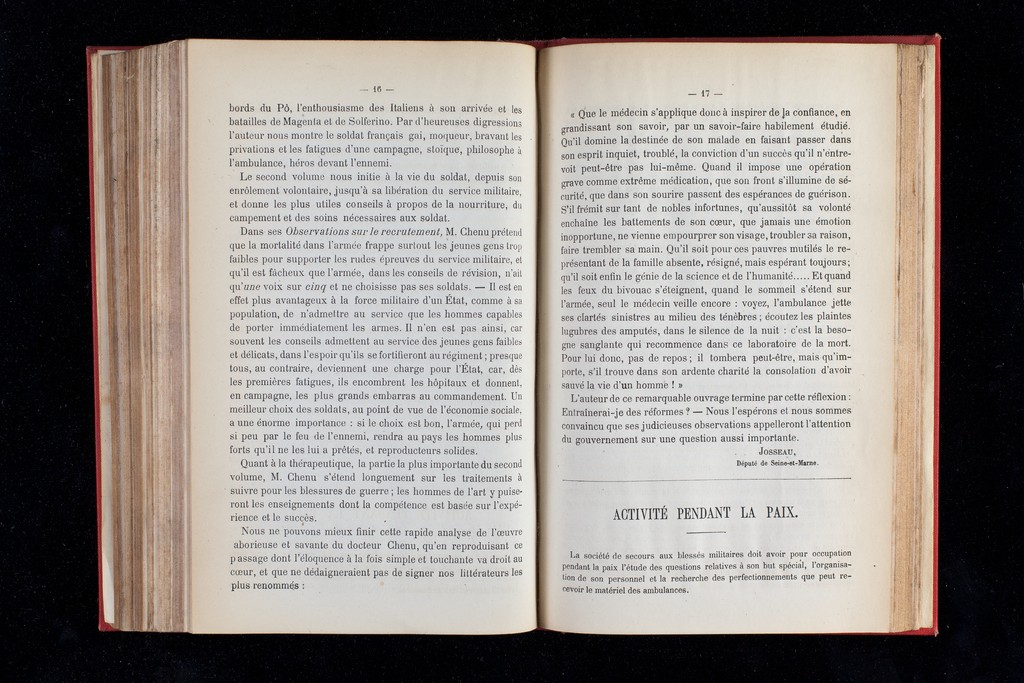 — 16 —
bords du Pô, l'enthousiasme des Italiens à son arrivée et les
batailles de Magenta et de Solferino. Par d'heureuses digressions
l'auteur nous montre le soldat français gai, moqueur, bravant les
privations et les fatigues d'une campagne, stoïque, philosophe à
l'ambulance, héros devant l'ennemi.
Le second volume nous initie à la vie du soldat, depuis son
enrôlement volontaire, jusqu'à sa libération du service militaire,
et donne les plus utiles conseils à propos de la nourriture, du
campement et des soins nécessaires aux soldat.
Dans ses Observations sur le recrutement, M. Chenu prétend
que la mortalité dans l'armée frappe surtout les jeunes gens trop
faibles pour supporter les rudes épreuves du service militaire, et
qu'il est fâcheux que l'armée, dans les conseils de révision, n'ait
qu'une voix sur cinq et ne choisisse pas ses soldats. — Il est en
effet plus avantageux à la force militaire d'un État, comme à sa
population, de n'admettre au service que les hommes capables
de porter immédiatement les armes. Il n'en est pas ainsi, car
souvent les conseils admettent au service des jeunes gens faibles
et délicats, dans l'espoir qu'ils se fortifieront au régiment ; presque
tous, au contraire, deviennent une charge pour l'État, car, dès
les premières fatigues, ils encombrent les hôpitaux et donnent,
en campagne, les plus grands embarras au commandement. Un
meilleur choix des soldats, au point de vue de l'économie sociale,
a une énorme importance : si le choix est bon, l'armée, qui perd
si peu par le feu de l'ennemi, rendra au pays les hommes plus
forts qu'il ne les lui a prêtés, et reproducteurs solides.
Quant à la thérapeutique, la partie la plus importante du second
volume, M. Chenu s'étend longuement sur les traitements à
suivre pour les blessures de guerre ; les hommes de l'art y puise-
ront les enseignements dont la compétence est basée sur l'expé-
rience et le succès.
Nous ne pouvons mieux finir cette rapide analyse de l'œuvre
aborieuse et savante du docteur Chenu, qu'en reproduisant ce
passage dont l'éloquence à la fois simple et touchante va droit au
cœur, et que ne dédaigneraient pas de signer nos littérateurs les
plus renommés :
— 17 —
« Que le médecin s'applique donc à inspirer de la confiance, en
grandissant son savoir, par un savoir-faire habilement étudié.
Qu'il domine la destinée de son malade en faisant passer dans
son esprit inquiet, troublé, la conviction d'un succès qu'il n'entre-
voit peut-être pas lui-même. Quand il impose une opération
grave comme extrême médication, que son front s'illumine de sé-
curité, que dans son sourire passent des espérances de guérison.
S'il frémit sur tant de nobles infortunes, qu'aussitôt sa volonté
enchaîne les battements de son cœur, que jamais une émotion
inopportune, ne vienne empourprer son visage, troubler sa raison,
faire trembler sa main. Qu'il soit pour ces pauvres mutilés le re-
présentant de la famille absente, résigné, mais espérant toujours ;
qu'il soit enfin le génie de la science et de l'humanité..... Et quand
les feux du bivouac s'éteignent, quand le sommeil s'étend sur
l'armée, seul le médecin veille encore : voyez, l'ambulance jette
ses clartés sinistres au milieu des ténèbres ; écoutez les plaintes
lugubres des amputés, dans le silence de la nuit : c'est la beso-
gne sanglante qui recommence dans ce laboratoire de la mort.
Pour lui donc, pas de repos ; il tombera peut-être, mais qu'im-
porte, s'il trouve dans son ardente charité la consolation d'avoir
sauvé la vie d'un homme ! »
L'auteur de ce remarquable ouvrage termine par cette réflexion :
Entraînerai-je des réformes ? — Nous l'espérons et nous sommes
convaincu que ses judicieuses observations appelleront l'attention
du gouvernement sur une question aussi importante.
JOSSEAU,
Député de Seine-et-Marne.
ACTIVITÉ PENDANT LA PAIX.
La société de secours aux blessés militaires doit avoir pour occupation
pendant la paix l'étude des questions relatives à son but spécial, l'organisa-
tion de son personnel et la recherche des perfectionnements que peut re-
cevoir le matériel des ambulances.